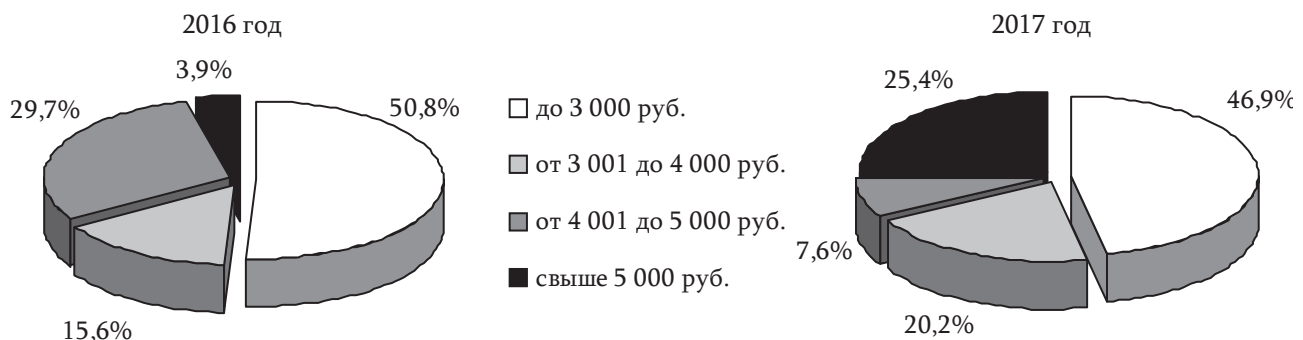 2016 год
3,9%
29,7%
50,8%
15,6%
до 3 000 руб.
от 3 001 до 4 000 руб.
от 4 001 до 5 000 руб.
свыше 5 000 руб.
2017 год
25,4%
46,9%
7,6%
20,2%